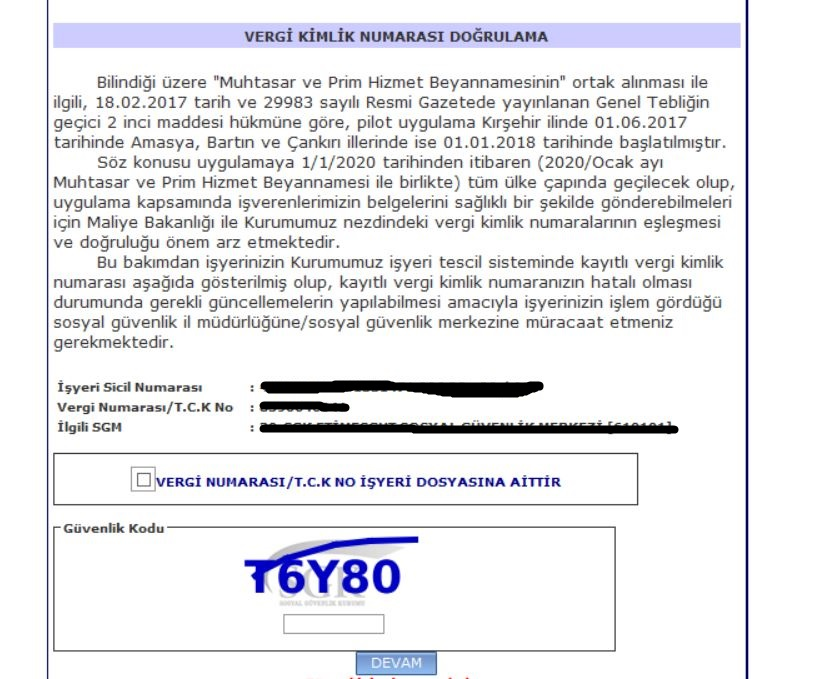 VERGİ KİMLİK NUMARASI DOĞRULAMA
Bilindiği üzere "Muhtasar ve Prim Hizmet Beyannamesinin" ortak alınması ile
ilgili, 18.02.2017 tarih ve 29983 sayılı Resmi Gazetede yayınlanan Genel Tebliğin
geçici 2 inci maddesi hükmüne göre, pilot uygulama Kırşehir ilinde 01.06.2017
tarihinde Amasya, Bartın ve Çankırı illerinde ise 01.01.2018 tarihinde başlatılmıştır.
Söz konusu uygulamaya 1/1/2020 tarihinden itibaren (2020/Ocak ayı
Muhtasar ve Prim Hizmet Beyannamesi ile birlikte) tüm ülke çapında geçilecek olup,
uygulama kapsamında işverenlerimizin belgelerini sağlıklı bir şekilde gönderebilmeleri
için Maliye Bakanlığı ile Kurumumuz nezdindeki vergi kimlik numaralarının eşleşmesi
ve doğruluğu önem arz etmektedir.
Bu bakımdan işyerinizin Kurumumuz işyeri tescil sisteminde kayıtlı vergi kimlik
numarası aşağıda gösterilmiş olup, kayıtlı vergi kimlik numaranızın hatalı olması
durumunda gerekli güncellemelerin yapılabilmesi amacıyla işyerinizin işlem gördüğü
sosyal güvenlik il müdürlüğüne/sosyal güvenlik merkezine müracaat etmeniz
gerekmektedir.
İşyeri Sicil Numarası :
Vergi Numarası/T.C.K No :
İlgili SGM :
VERGİ NUMARASI/T.C.K NO İŞYERİ DOSYASINA AİTTİR
Güvenlik Kodu
T6Y80
SGK
SOSYAL GÜVENLİK KURUMU
DEVAM